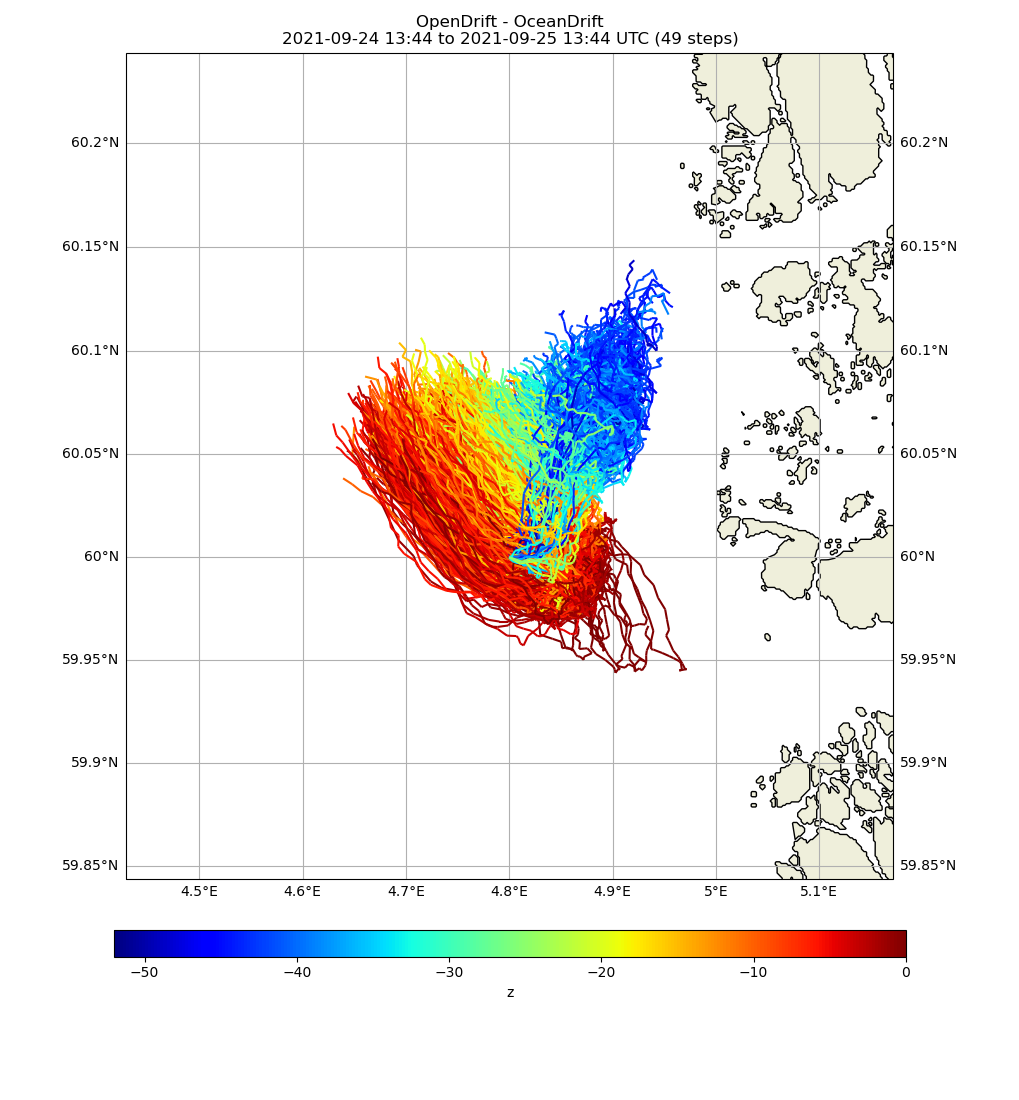 OpenDrift - OceanDrift
2021-09-24 13:44 to 2021-09-25 13:44 UTC (49 steps)
60.2°N 60.2°N
60.15°N 60.15°N
60.1°N 60.1°N
60.05°N 60.05°N
60°N 60°N
59.95°N 59.95°N
59.9°N 59.9°N
59.85°N 59.85°N
4.5°E 4.6°E 4.7°E 4.8°E 4.9°E 5°E 5.1°E
−50 −40 −30 −20 −10 0
z